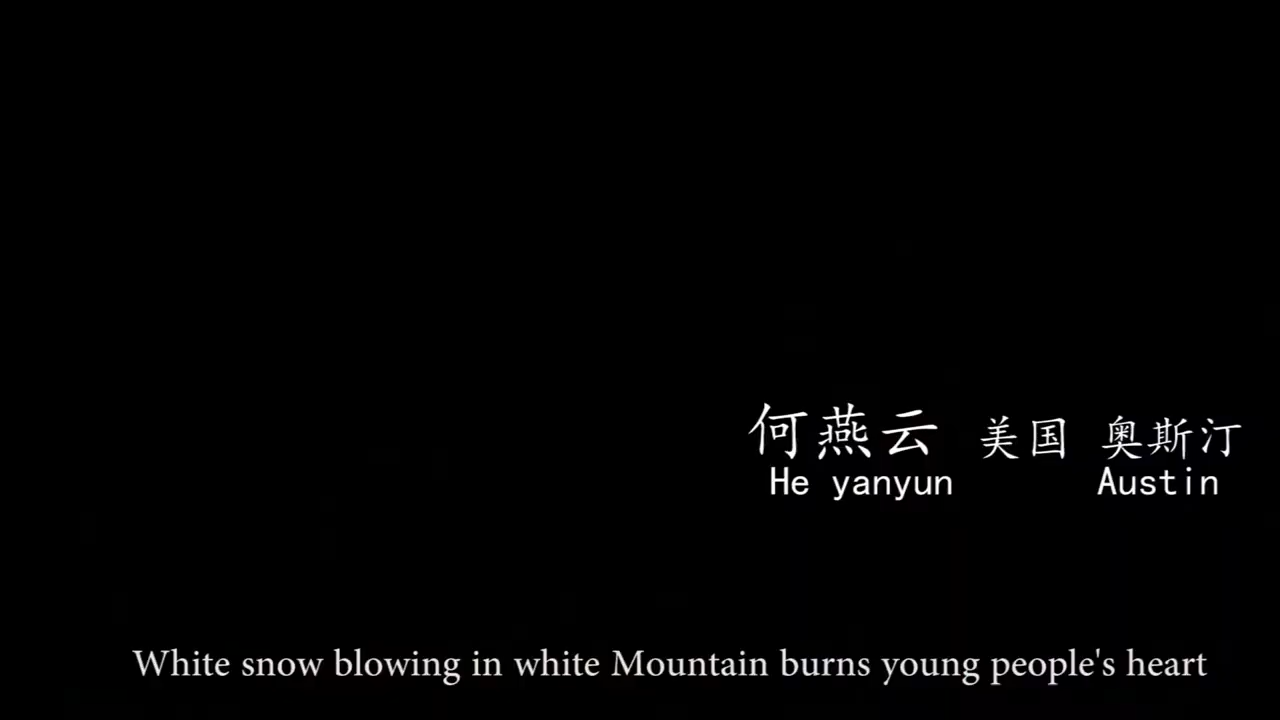 何燕云 美国 奥斯汀
He yanyun Austin
White snow blowing in white Mountain burns young people's heart